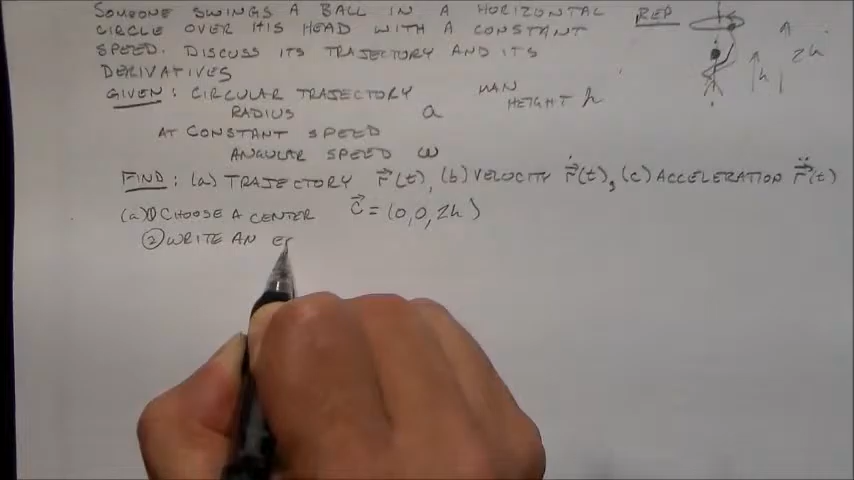 SOMEONE SWINGS A BALL IN A HORIZONTAL
CIRCLE OVER HIS HEAD WITH A CONSTANT
SPEED. DISCUSS ITS TRAJECTORY AND ITS
DERIVATIVES
REP
h
2h
GIVEN: CIRCULAR TRAJECTORY
RADIUS a
MAN
HEIGHT h
AT CONSTANT SPEED
ANGULAR SPEED ω
FIND: (a) TRAJECTORY r⃗(t), (b) VELOCITY ṙ⃗(t), (c) ACCELERATION r̈⃗(t)
(a) ① CHOOSE A CENTER C⃗ = (0,0,2h)
② WRITE AN